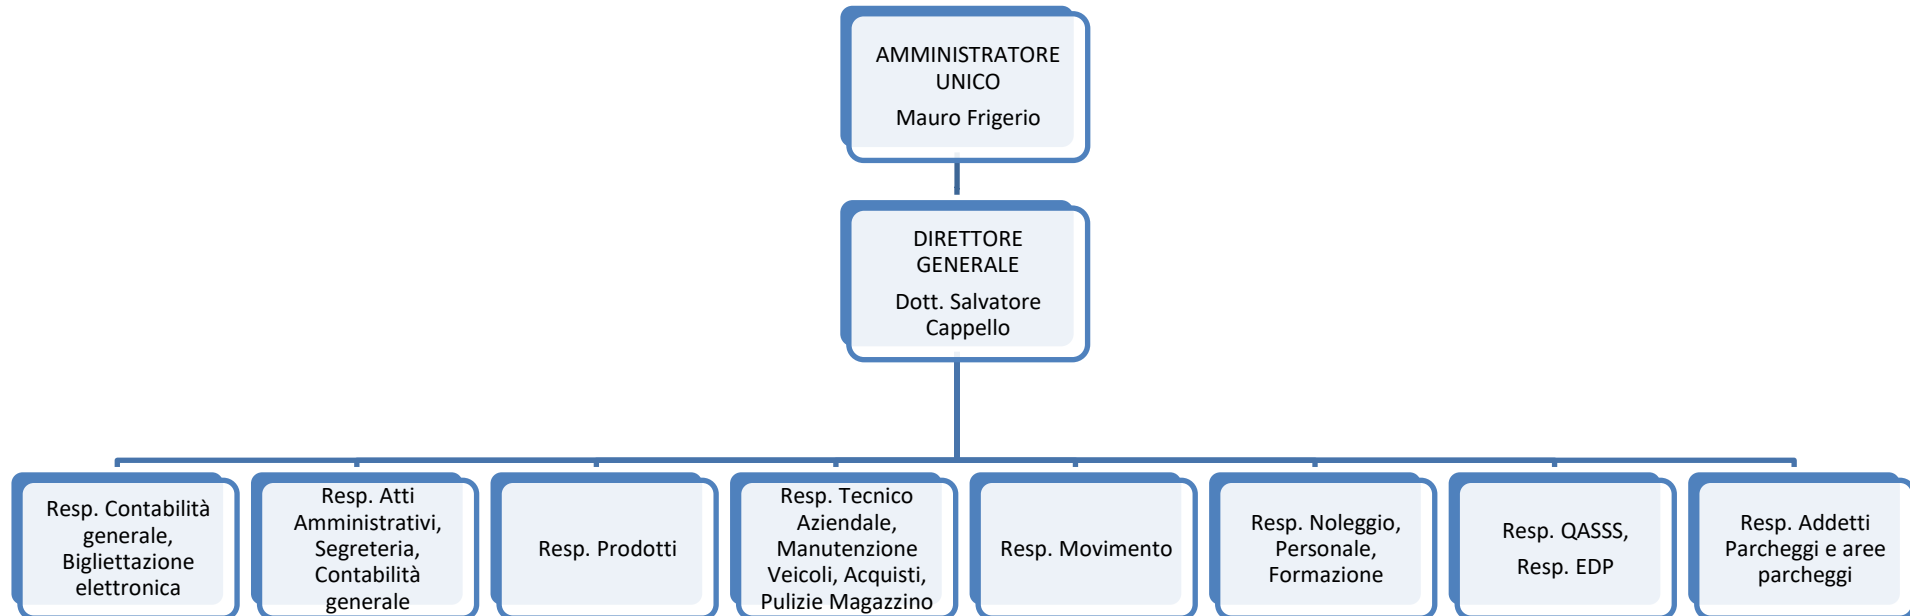 AMMINISTRATORE
UNICO
Mauro Frigerio
DIRETTORE
GENERALE
Dott. Salvatore
Cappello
Resp. Contabilità
generale,
Bigliettazione
elettronica
Resp. Atti
Amministrativi,
Segreteria,
Contabilità
generale
Resp. Prodotti
Resp. Tecnico
Aziendale,
Manutenzione
Veicoli, Acquisti,
Pulizie Magazzino
Resp. Movimento
Resp. Noleggio,
Personale,
Formazione
Resp. QASSS,
Resp. EDP
Resp. Addetti
Parcheggi e aree
parcheggi